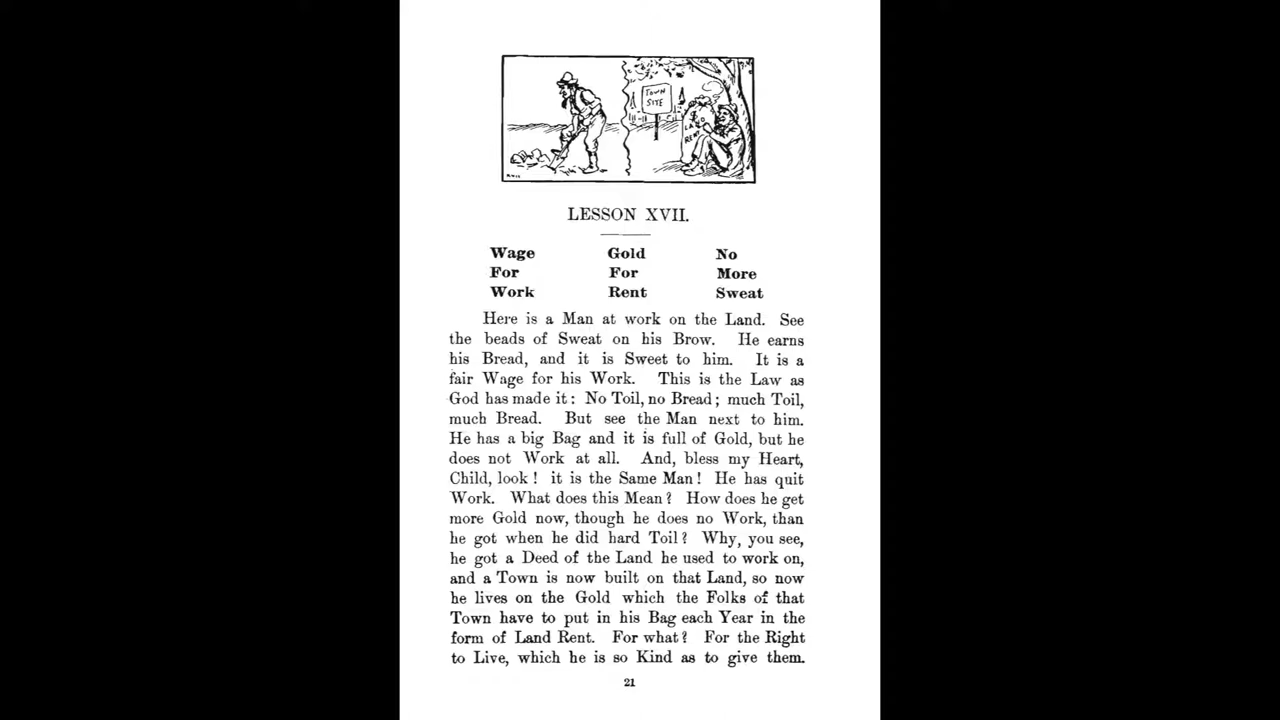 TOWN
SITE
LAND
RENT
LESSON XVII.
Wage Gold No
For For More
Work Rent Sweat
Here is a Man at work on the Land. See
the beads of Sweat on his Brow. He earns
his Bread, and it is Sweet to him. It is a
fair Wage for his Work. This is the Law as
God has made it: No Toil, no Bread; much Toil,
much Bread. But see the Man next to him.
He has a big Bag and it is full of Gold, but he
does not Work at all. And, bless my Heart,
Child, look! it is the Same Man! He has quit
Work. What does this Mean? How does he get
more Gold now, though he does no Work, than
he got when he did hard Toil? Why, you see,
he got a Deed of the Land he used to work on,
and a Town is now built on that Land, so now
he lives on the Gold which the Folks of that
Town have to put in his Bag each Year in the
form of Land Rent. For what? For the Right
to Live, which he is so Kind as to give them.
21